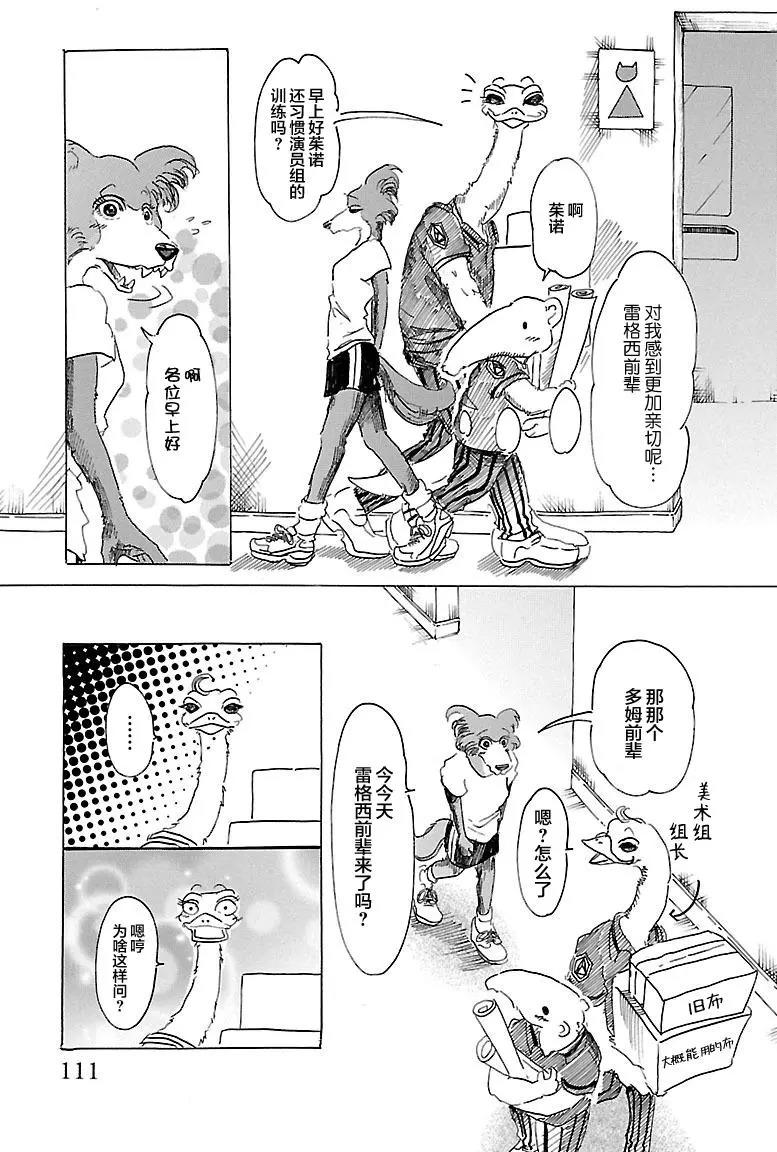 对我感到更加亲切呢…
雷格西前辈
啊
茱诺
早上好茱诺
还习惯演员组的
训练吗?
啊
各位早上好
那那个
多姆前辈
美术组
组长
嗯?怎么了
今今天
雷格西前辈来了吗?
旧布
大概能用的布
……
嗯哼
为啥这样问?
111